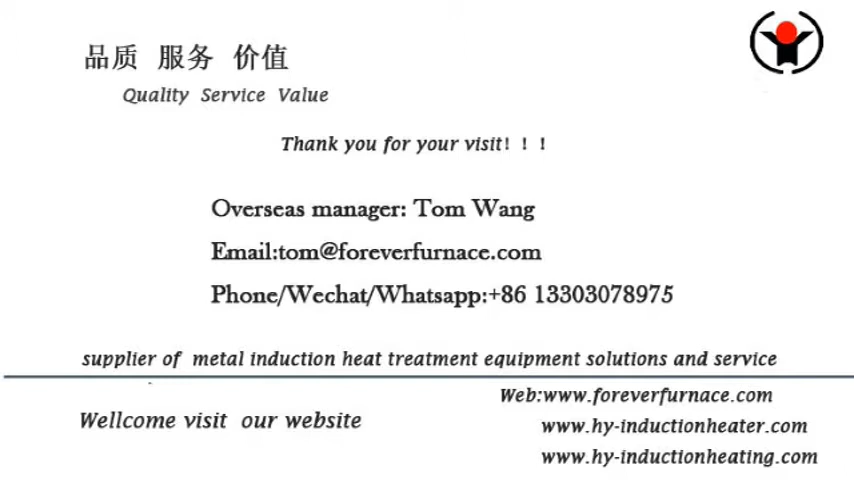 品质 服务 价值
Quality Service Value
Thank you for your visit！！！
Overseas manager: Tom Wang
Email:tom@foreverfurnace.com
Phone/Wechat/Whatsapp:+86 13303078975
supplier of metal induction heat treatment equipment solutions and service
Wellcome visit our website
Web:www.foreverfurnace.com
www.hy-inductionheater.com
www.hy-inductionheating.com